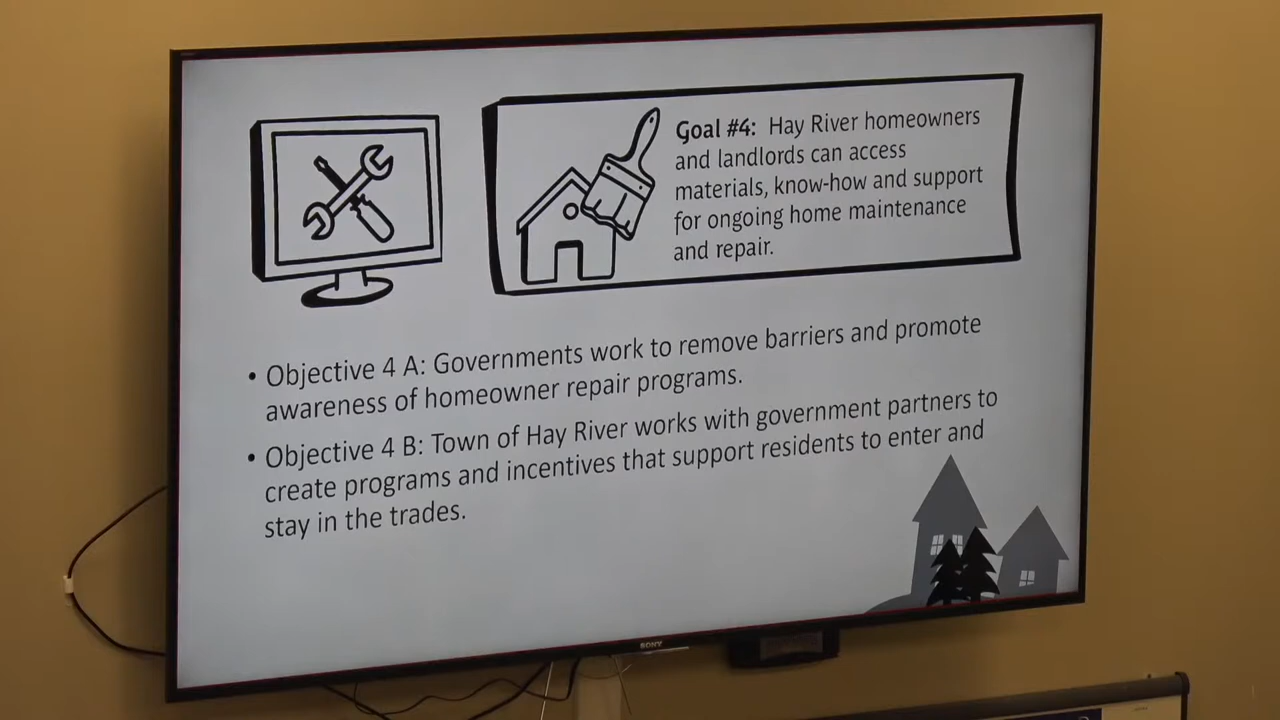 Goal #4: Hay River homeowners
and landlords can access
materials, know-how and support
for ongoing home maintenance
and repair.
• Objective 4 A: Governments work to remove barriers and promote
awareness of homeowner repair programs.
• Objective 4 B: Town of Hay River works with government partners to
create programs and incentives that support residents to enter and
stay in the trades.
SONY